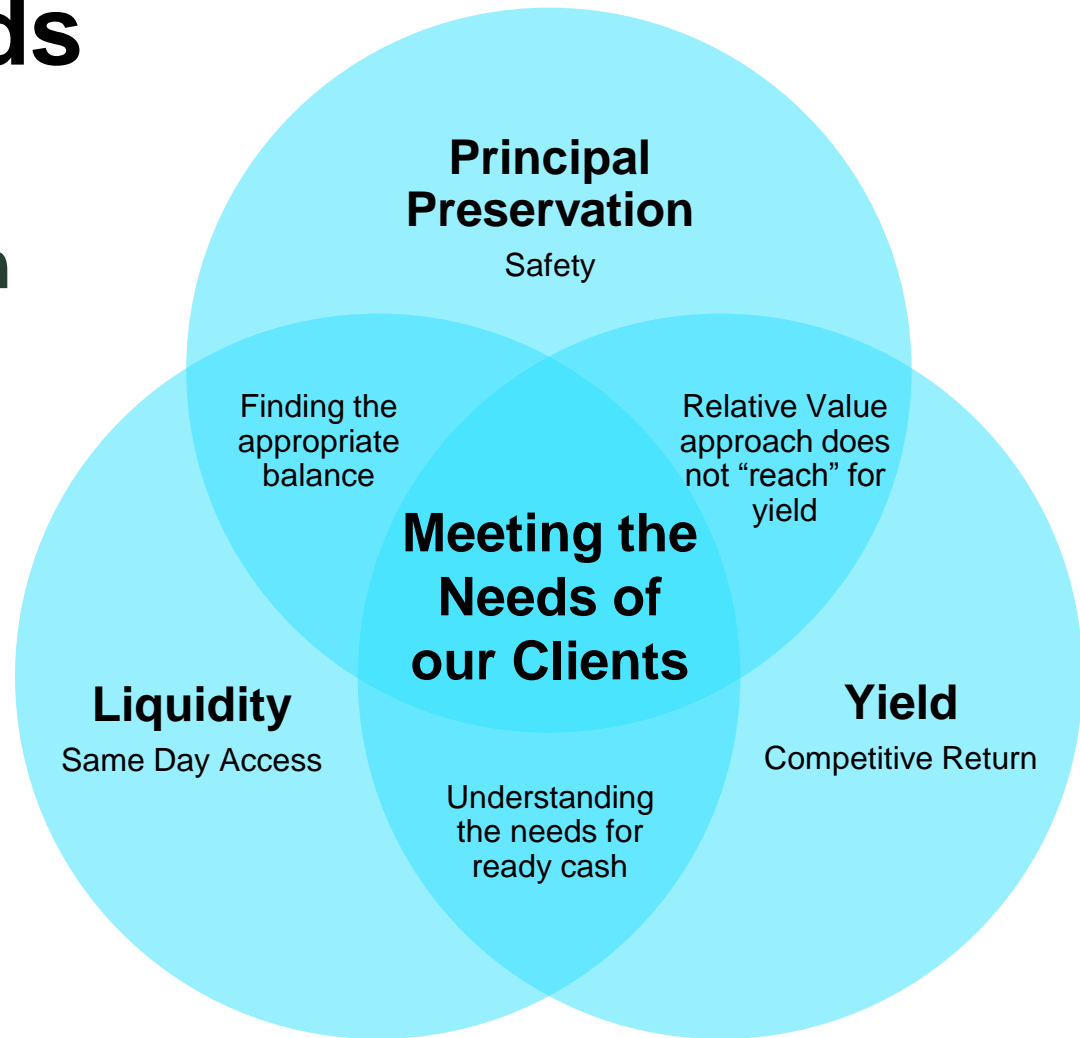 ds
n
Principal
Preservation
Safety
Finding the
appropriate
balance
Relative Value
approach does
not “reach” for
yield
Meeting the
Needs of
our Clients
Liquidity
Same Day Access
Yield
Competitive Return
Understanding
the needs for
ready cash